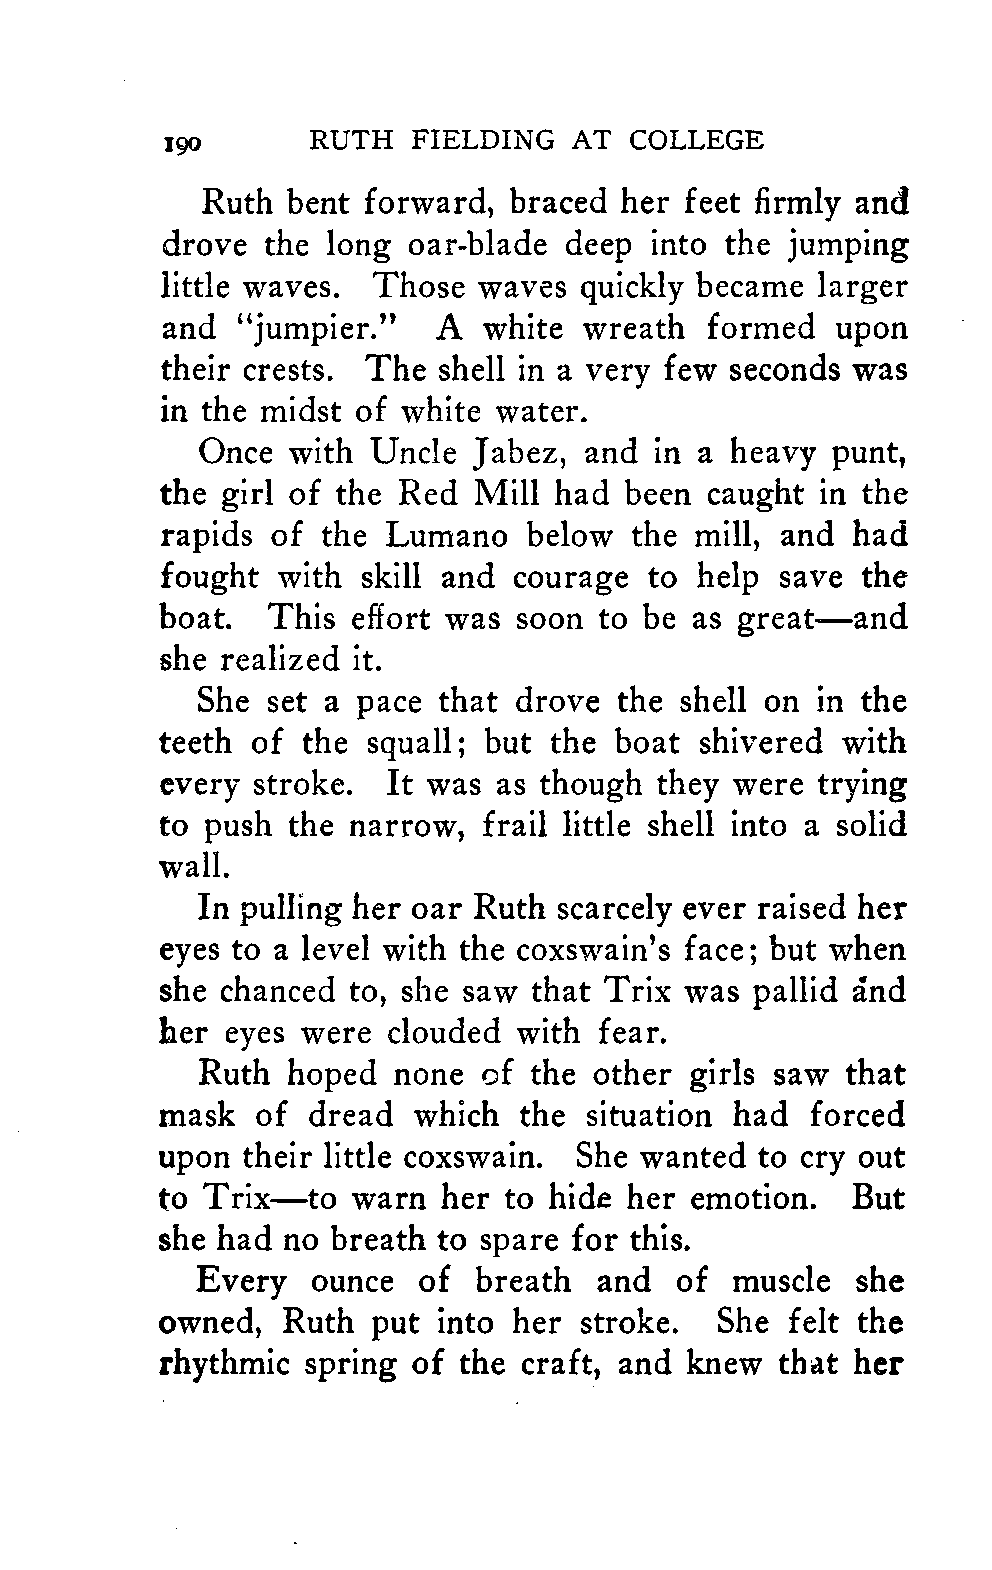 190 RUTH FIELDING AT COLLEGE
Ruth bent forward, braced her feet firmly and
drove the long oar-blade deep into the jumping
little waves. Those waves quickly became larger
and "jumpier." A white wreath formed upon
their crests. The shell in a very few seconds was
in the midst of white water.
Once with Uncle Jabez, and in a heavy punt,
the girl of the Red Mill had been caught in the
rapids of the Lumano below the mill, and had
fought with skill and courage to help save the
boat. This effort was soon to be as great—and
she realized it.
She set a pace that drove the shell on in the
teeth of the squall; but the boat shivered with
every stroke. It was as though they were trying
to push the narrow, frail little shell into a solid
wall.
In pulling her oar Ruth scarcely ever raised her
eyes to a level with the coxswain's face; but when
she chanced to, she saw that Trix was pallid and
her eyes were clouded with fear.
Ruth hoped none of the other girls saw that
mask of dread which the situation had forced
upon their little coxswain. She wanted to cry out
to Trix—to warn her to hide her emotion. But
she had no breath to spare for this.
Every ounce of breath and of muscle she
owned, Ruth put into her stroke. She felt the
rhythmic spring of the craft, and knew that her